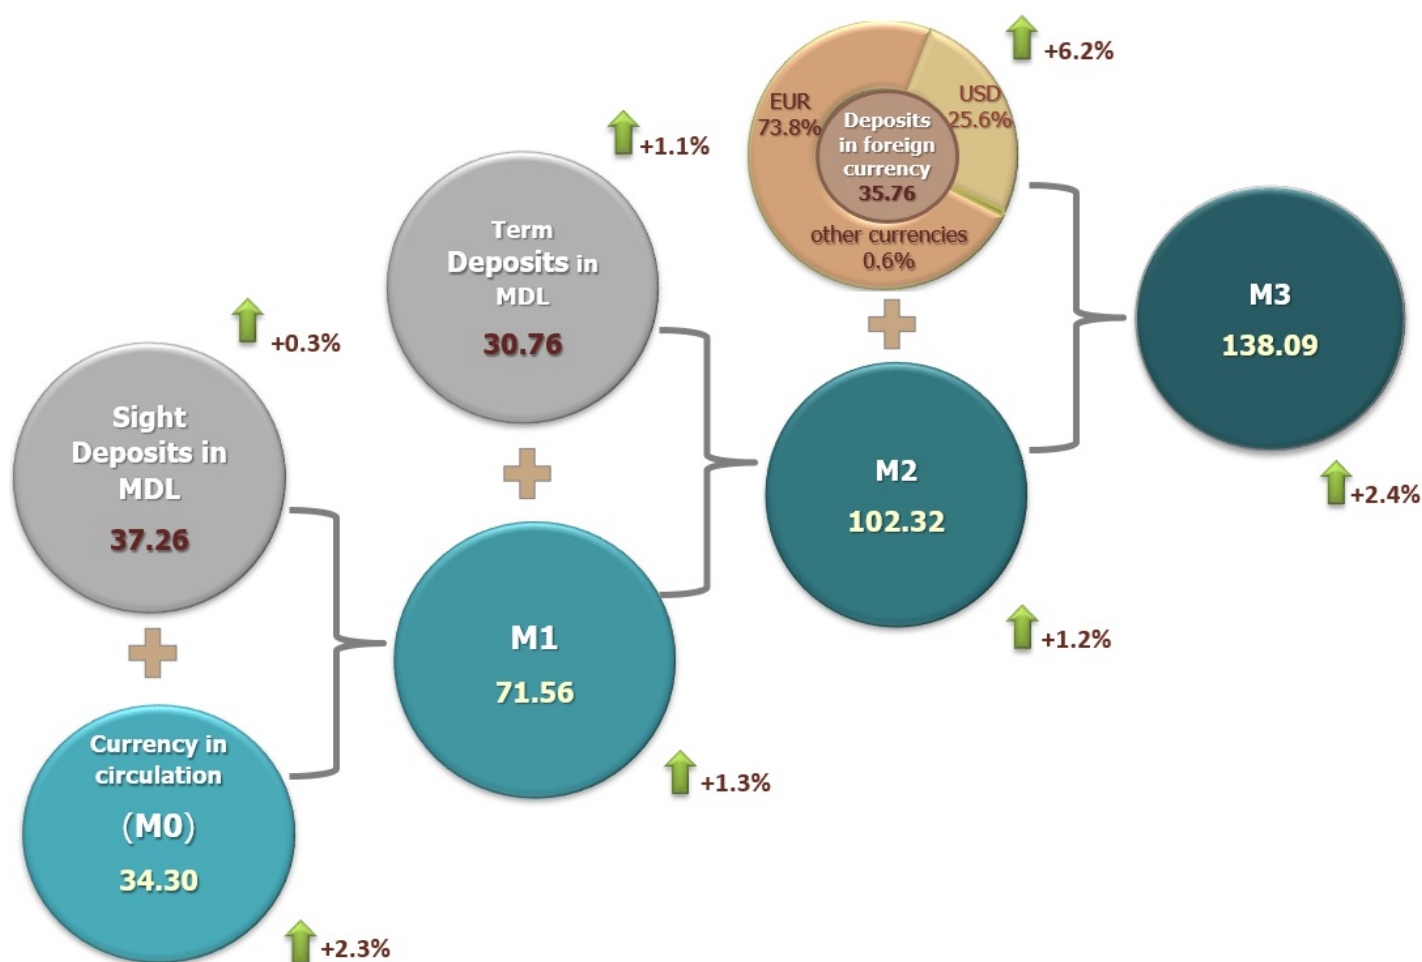 +0.3%
Sight
Deposits in
MDL
37.26
Currency in
circulation
(M0)
34.30
+2.3%
+1.1%
Term
Deposits in
MDL
30.76
M1
71.56
+1.3%
+6.2%
EUR
73.8%
USD
25.6%
Deposits
in foreign
currency
35.76
other currencies
0.6%
M2
102.32
+1.2%
M3
138.09
+2.4%